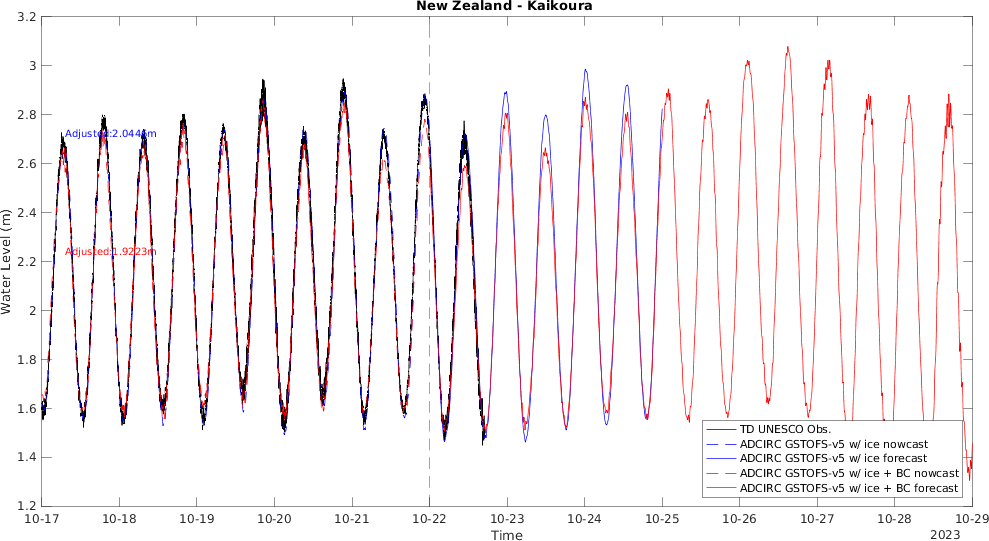 New Zealand - Kaikoura
3.2
3
2.8
2.6
2.4
2.2
2
1.8
1.6
1.4
1.2
Water Level (m)
Adjusted:2.0446m
Adjusted:1.9223m
TD UNESCO Obs.
ADCIRC GSTOFS-v5 w/ ice nowcast
ADCIRC GSTOFS-v5 w/ ice forecast
ADCIRC GSTOFS-v5 w/ ice + BC nowcast
ADCIRC GSTOFS-v5 w/ ice + BC forecast
10-17 10-18 10-19 10-20 10-21 10-22 10-23 10-24 10-25 10-26 10-27 10-28 10-29
Time
2023